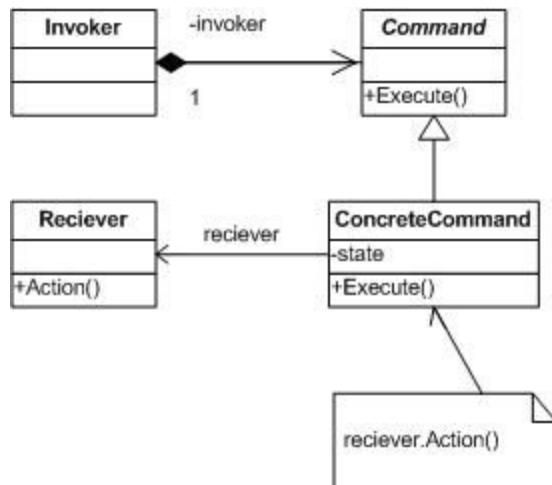 Invoker
-invoker
Command
1
+Execute()
Reciever
reciever
ConcreteCommand
-state
+Action()
+Execute()
reciever.Action()